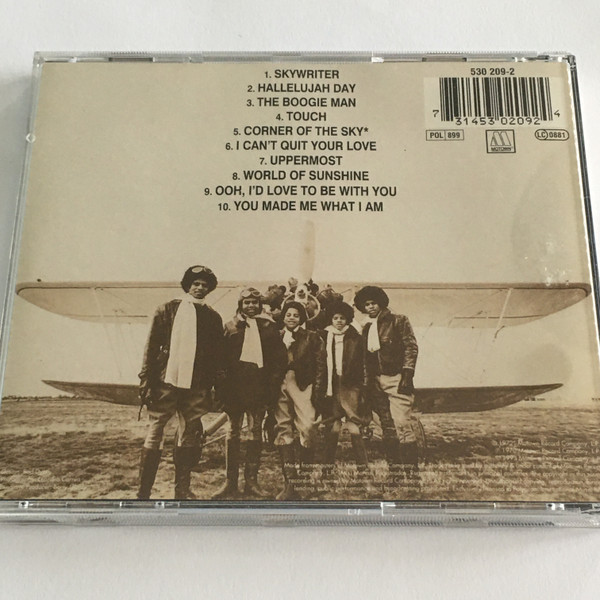 1. SKYWRITER
2. HALLELUJAH DAY
3. THE BOOGIE MAN
4. TOUCH
5. CORNER OF THE SKY*
6. I CAN'T QUIT YOUR LOVE
7. UPPERMOST
8. WORLD OF SUNSHINE
9. OOH, I'D LOVE TO BE WITH YOU
10. YOU MADE ME WHAT I AM
530 209-2
7 31453 02092 4
POL 899
M
MOTOWN
LC 0881